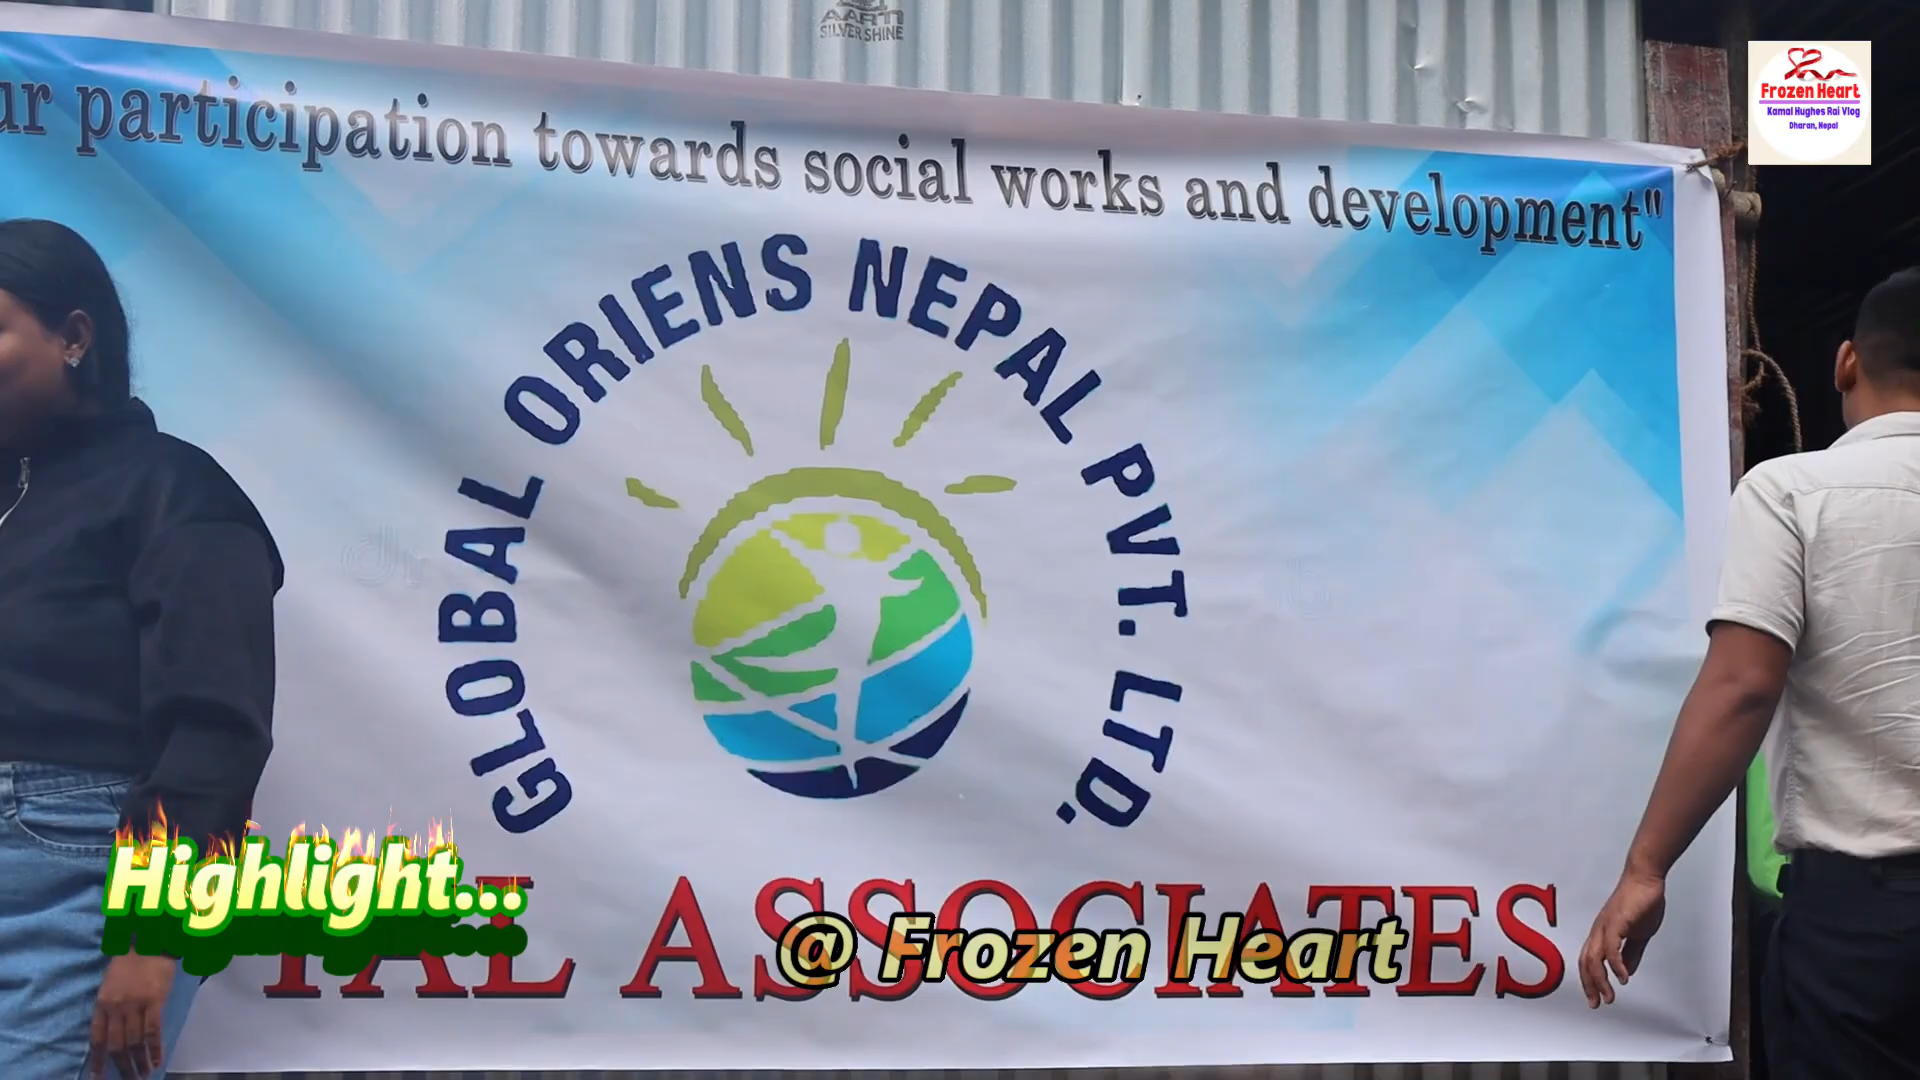 AARTI
SILVER SHINE
Frozen Heart
Kamal Hughes Rai Vlog
Dharan, Nepal
participation towards social works and development"
GLOBAL ORIENS NEPAL PVT. LTD.
Highlight...
ASSOCIATES
@ Frozen Heart